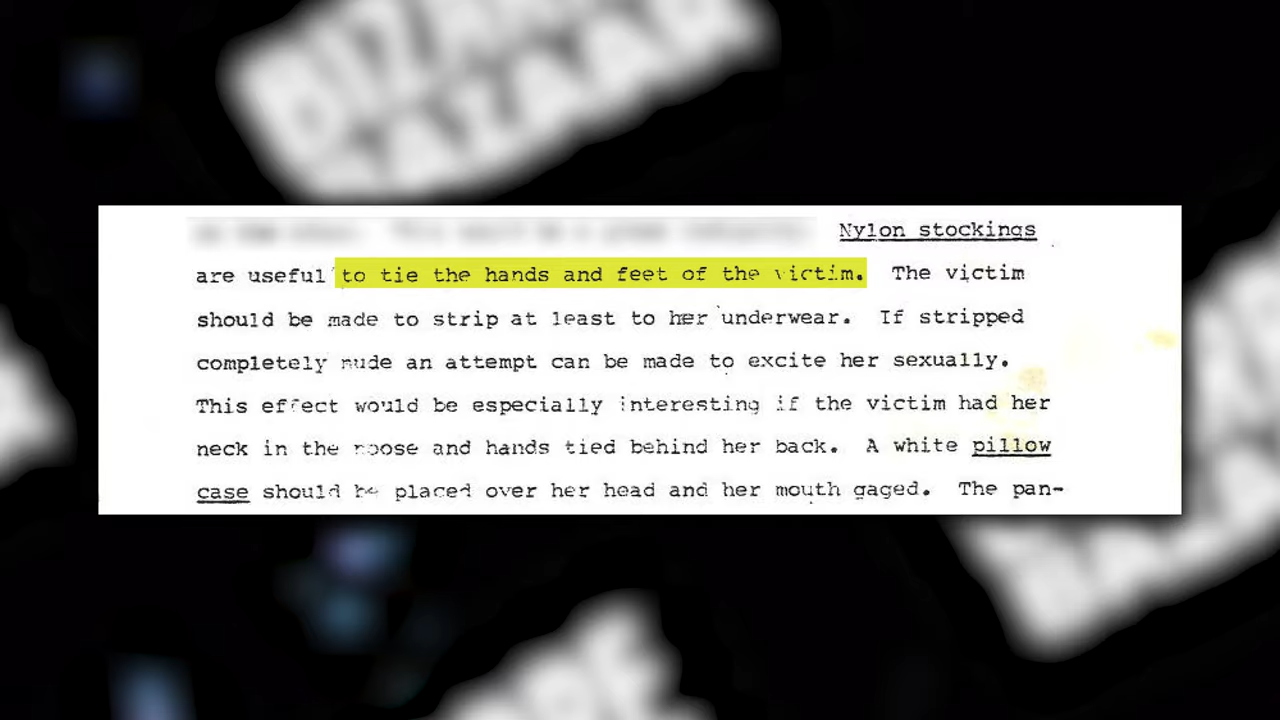 Nylon stockings
are useful to tie the hands and feet of the victim. The victim
should be made to strip at least to her underwear. If stripped
completely nude an attempt can be made to excite her sexually.
This effect would be especially interesting if the victim had her
neck in the noose and hands tied behind her back. A white pillow
case should be placed over her head and her mouth gaged. The pan-